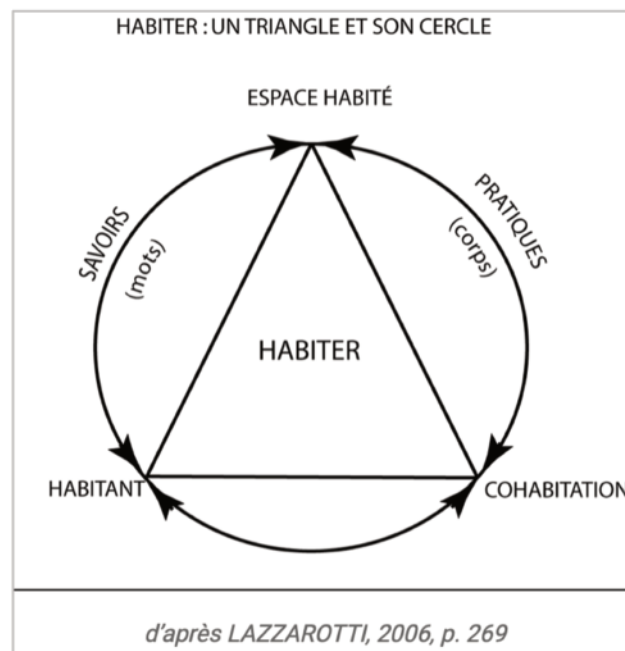 HABITER : UN TRIANGLE ET SON CERCLE
ESPACE HABITÉ
SAVOIRS
(mots)
PRATIQUES
(corps)
HABITER
HABITANT
COHABITATION
d'après LAZZAROTTI, 2006, p. 269